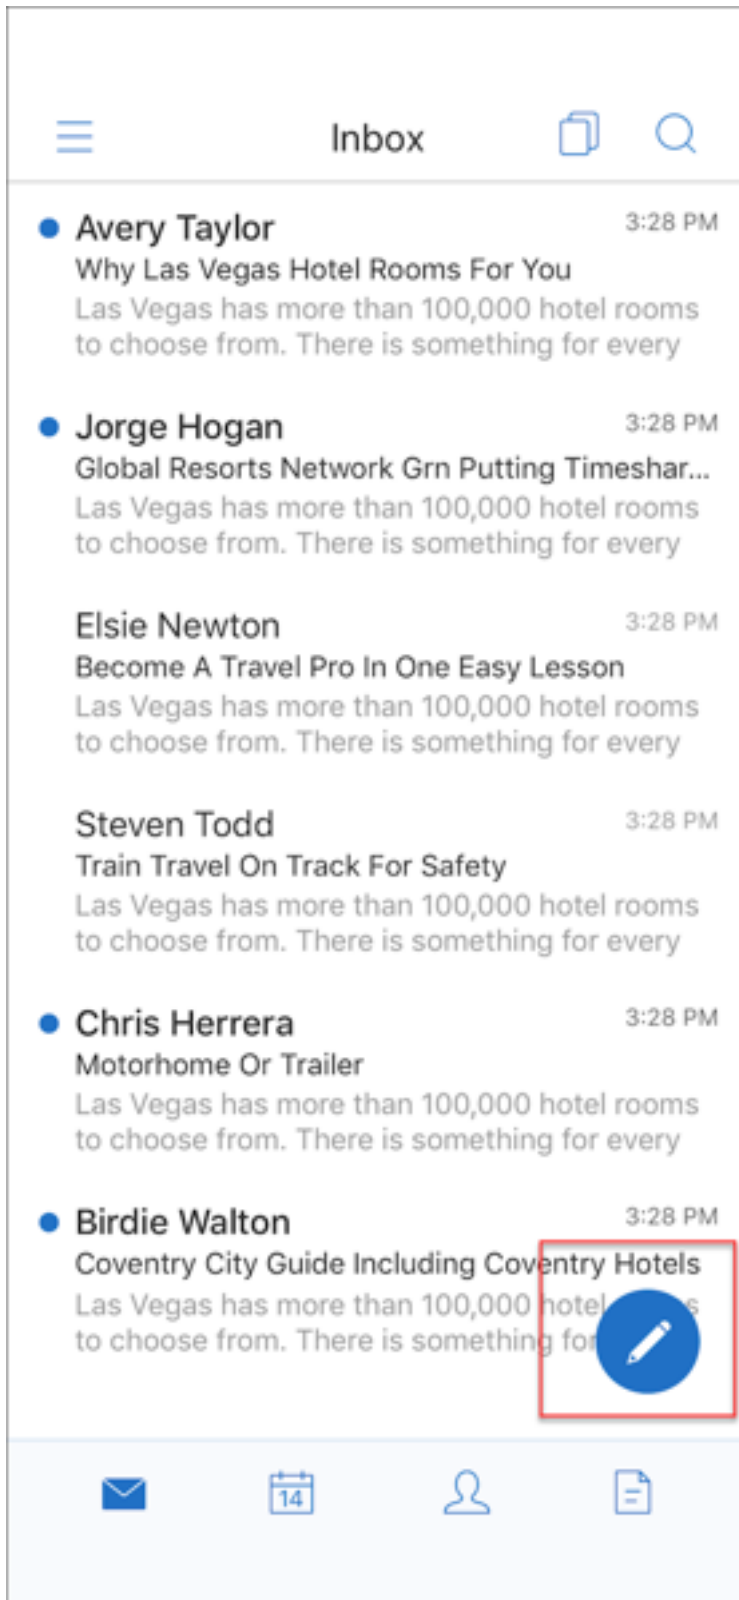 Inbox
Avery Taylor 3:28 PM
Why Las Vegas Hotel Rooms For You
Las Vegas has more than 100,000 hotel rooms
to choose from. There is something for every
Jorge Hogan 3:28 PM
Global Resorts Network Grn Putting Timeshar...
Las Vegas has more than 100,000 hotel rooms
to choose from. There is something for every
Elsie Newton 3:28 PM
Become A Travel Pro In One Easy Lesson
Las Vegas has more than 100,000 hotel rooms
to choose from. There is something for every
Steven Todd 3:28 PM
Train Travel On Track For Safety
Las Vegas has more than 100,000 hotel rooms
to choose from. There is something for every
Chris Herrera 3:28 PM
Motorhome Or Trailer
Las Vegas has more than 100,000 hotel rooms
to choose from. There is something for every
Birdie Walton 3:28 PM
Coventry City Guide Including Coventry Hotels
Las Vegas has more than 100,000 hotel
to choose from. There is something for
14